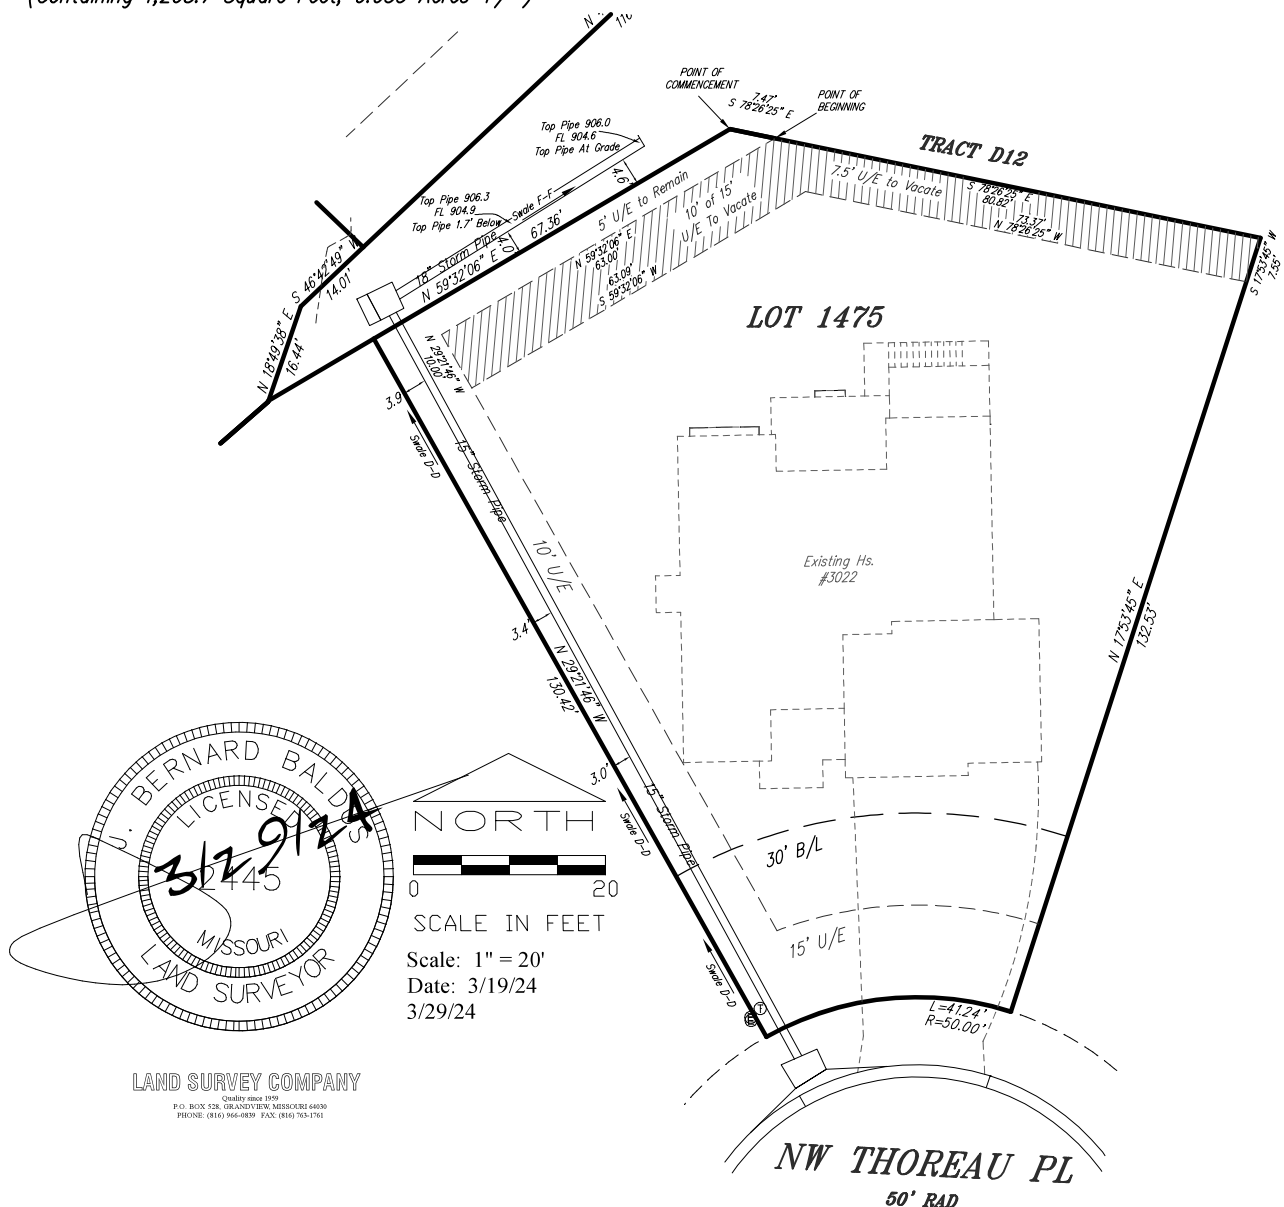 7.47'
S 78°26'25" E
POINT OF
COMMENCEMENT
POINT OF
BEGINNING
TRACT D12
Top Pipe 906.0
FL 904.6
Top Pipe At Grade
4.6'
Top Pipe 906.3
FL 904.9
Top Pipe 1.7' Below
Swale F-F
67.36'
4.0'
18" Storm Pipe
N 59°32'06" E
5' U/E to Remain
10' of 15'
U/E To Vacate
7.5' U/E to Vacate
S 78°26'25" E
80.82'
73.37'
N 78°26'25" W
S 17°53'45" W
7.55'
N 59°32'06" E
63.00'
63.09'
S 59°32'06" W
S 46°42'49" W
14.01'
N 18°49'38" E
16.44'
N 29°21'46" W
10.00'
LOT 1475
3.9'
Swale D-D
15" Storm Pipe
10' U/E
Existing Hs.
#3022
N 17°53'45" E
132.53'
3.4'
N 29°21'46" W
130.42'
3.0'
Swale D-D
15" Storm Pipe
30' B/L
15' U/E
Swale D-D
T
L=41.24'
R=50.00'
NW THOREAU PL
50' RAD
J. BERNARD BALDUS
LICENSED
2445
MISSOURI
LAND SURVEYOR
3/29/24
NORTH
0 20
SCALE IN FEET
Scale: 1" = 20'
Date: 3/19/24
3/29/24
LAND SURVEY COMPANY
Quality since 1959
P.O. BOX 528, GRANDVIEW, MISSOURI 64030
PHONE: (816) 966-0839 FAX: (816) 763-1761